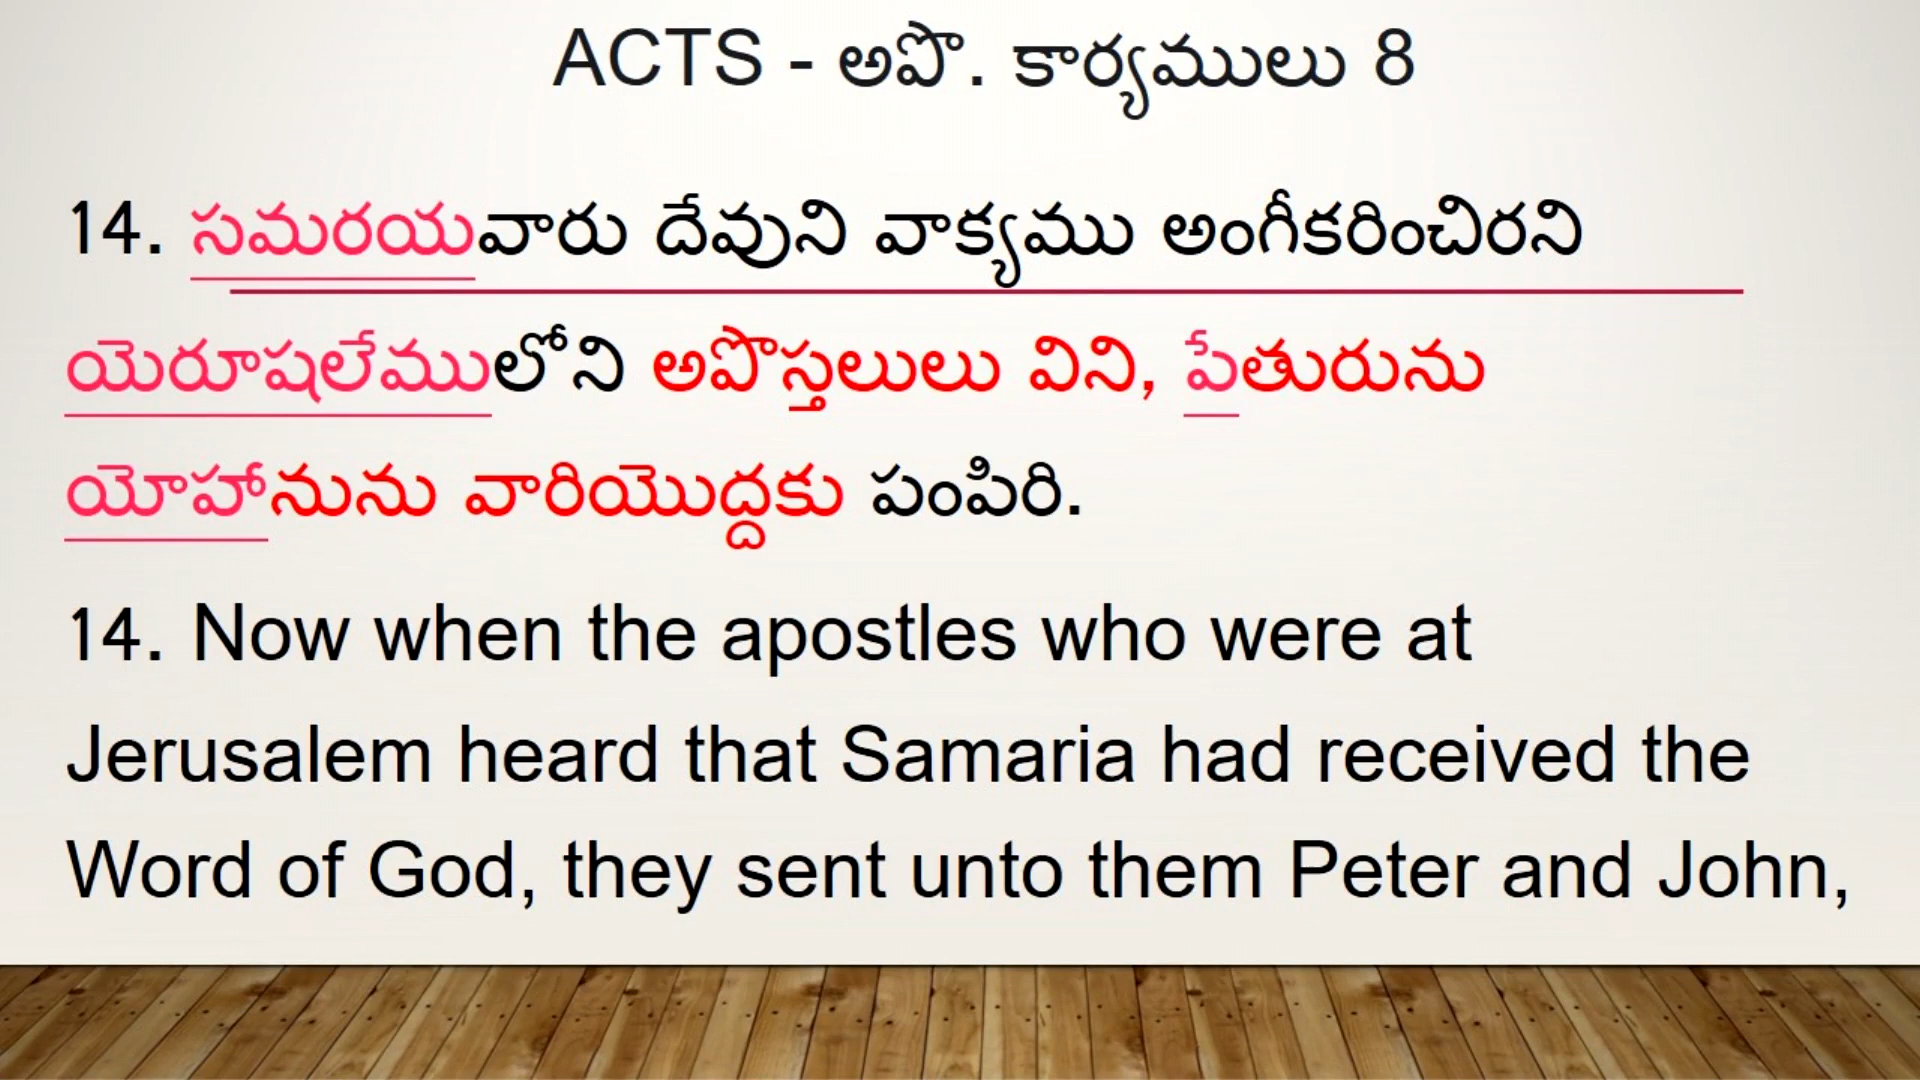 ACTS - అపొ. కార్యములు 8
14. సమరయవారు దేవుని వాక్యము అంగీకరించిరని
యెరూషలేములోని అపొస్తలులు విని, పేతురును
యోహానును వారియొద్దకు పంపిరి.
14. Now when the apostles who were at
Jerusalem heard that Samaria had received the
Word of God, they sent unto them Peter and John,